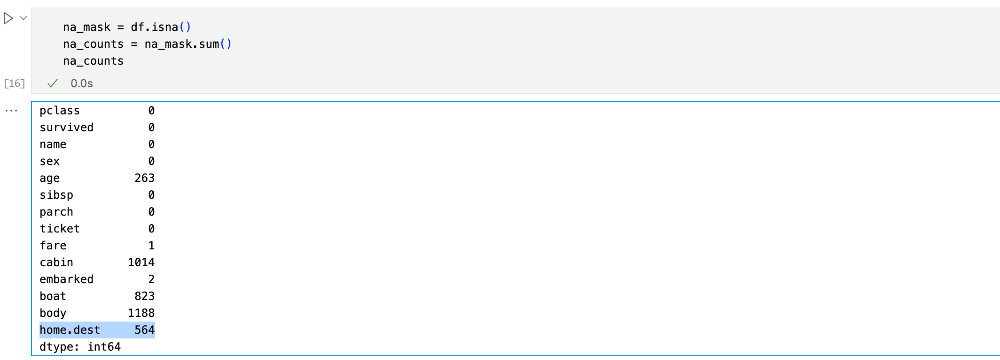 na_mask = df.isna()
na_counts = na_mask.sum()
na_counts
[16]
0.0s
...
pclass 0
survived 0
name 0
sex 0
age 263
sibsp 0
parch 0
ticket 0
fare 1
cabin 1014
embarked 2
boat 823
body 1188
home.dest 564
dtype: int64